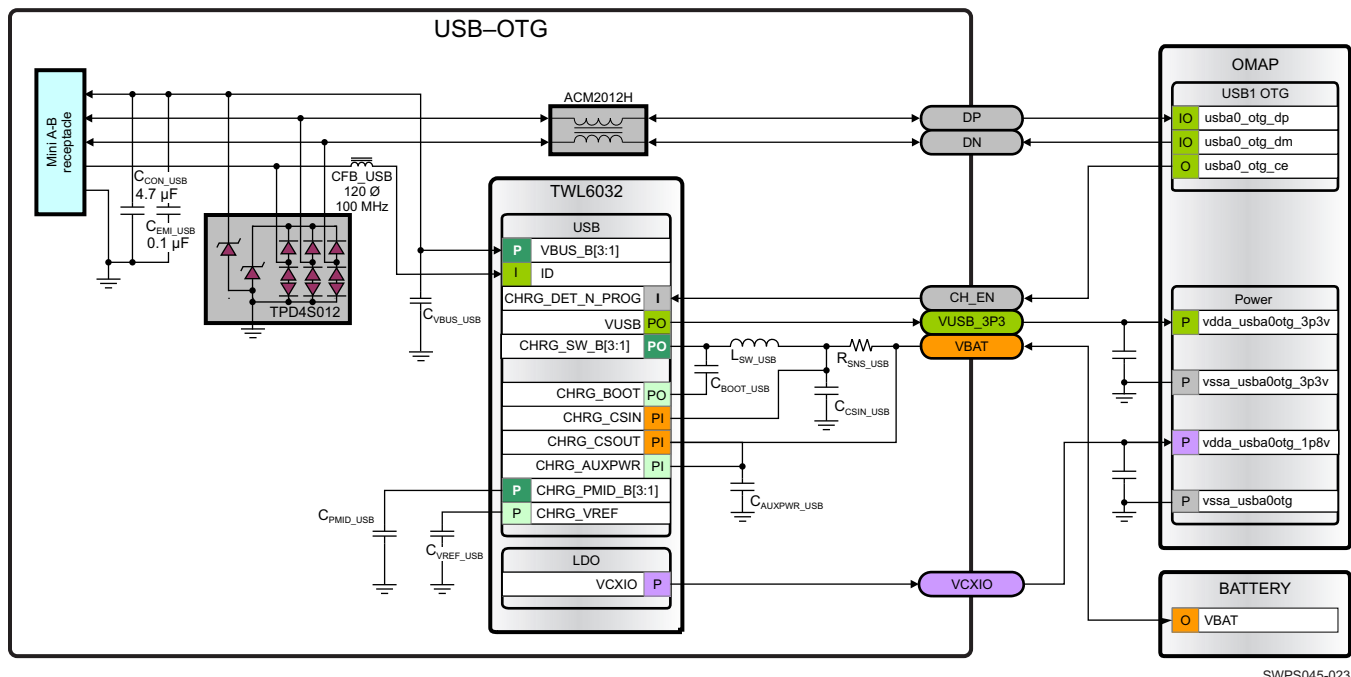 USB–OTG
OMAP
USB1 OTG
IO usba0_otg_dp
IO usba0_otg_dm
O usba0_otg_ce
Mini A-B
receptacle
ACM2012H
DP
DN
CCON_USB
4.7 µF
CEMI_USB
0.1 µF
CFB_USB
120 Ø
100 MHz
TPD4S012
CVBUS_USB
TWL6032
USB
P VBUS_B[3:1]
I ID
CHRG_DET_N_PROG I
VUSB PO
CHRG_SW_B[3:1] PO
CHRG_BOOT PO
CHRG_CSIN PI
CHRG_CSOUT PI
CHRG_AUXPWR PI
P CHRG_PMID_B[3:1]
P CHRG_VREF
LDO
VCXIO P
LSW_USB
RSNS_USB
CBOOT_USB
CCSIN_USB
CAUXPWR_USB
CPMID_USB
CVREF_USB
CH_EN
VUSB_3P3
VBAT
VCXIO
Power
P vdda_usba0otg_3p3v
P vssa_usba0otg_3p3v
P vdda_usba0otg_1p8v
P vssa_usba0otg
BATTERY
O VBAT
SWPS045-023